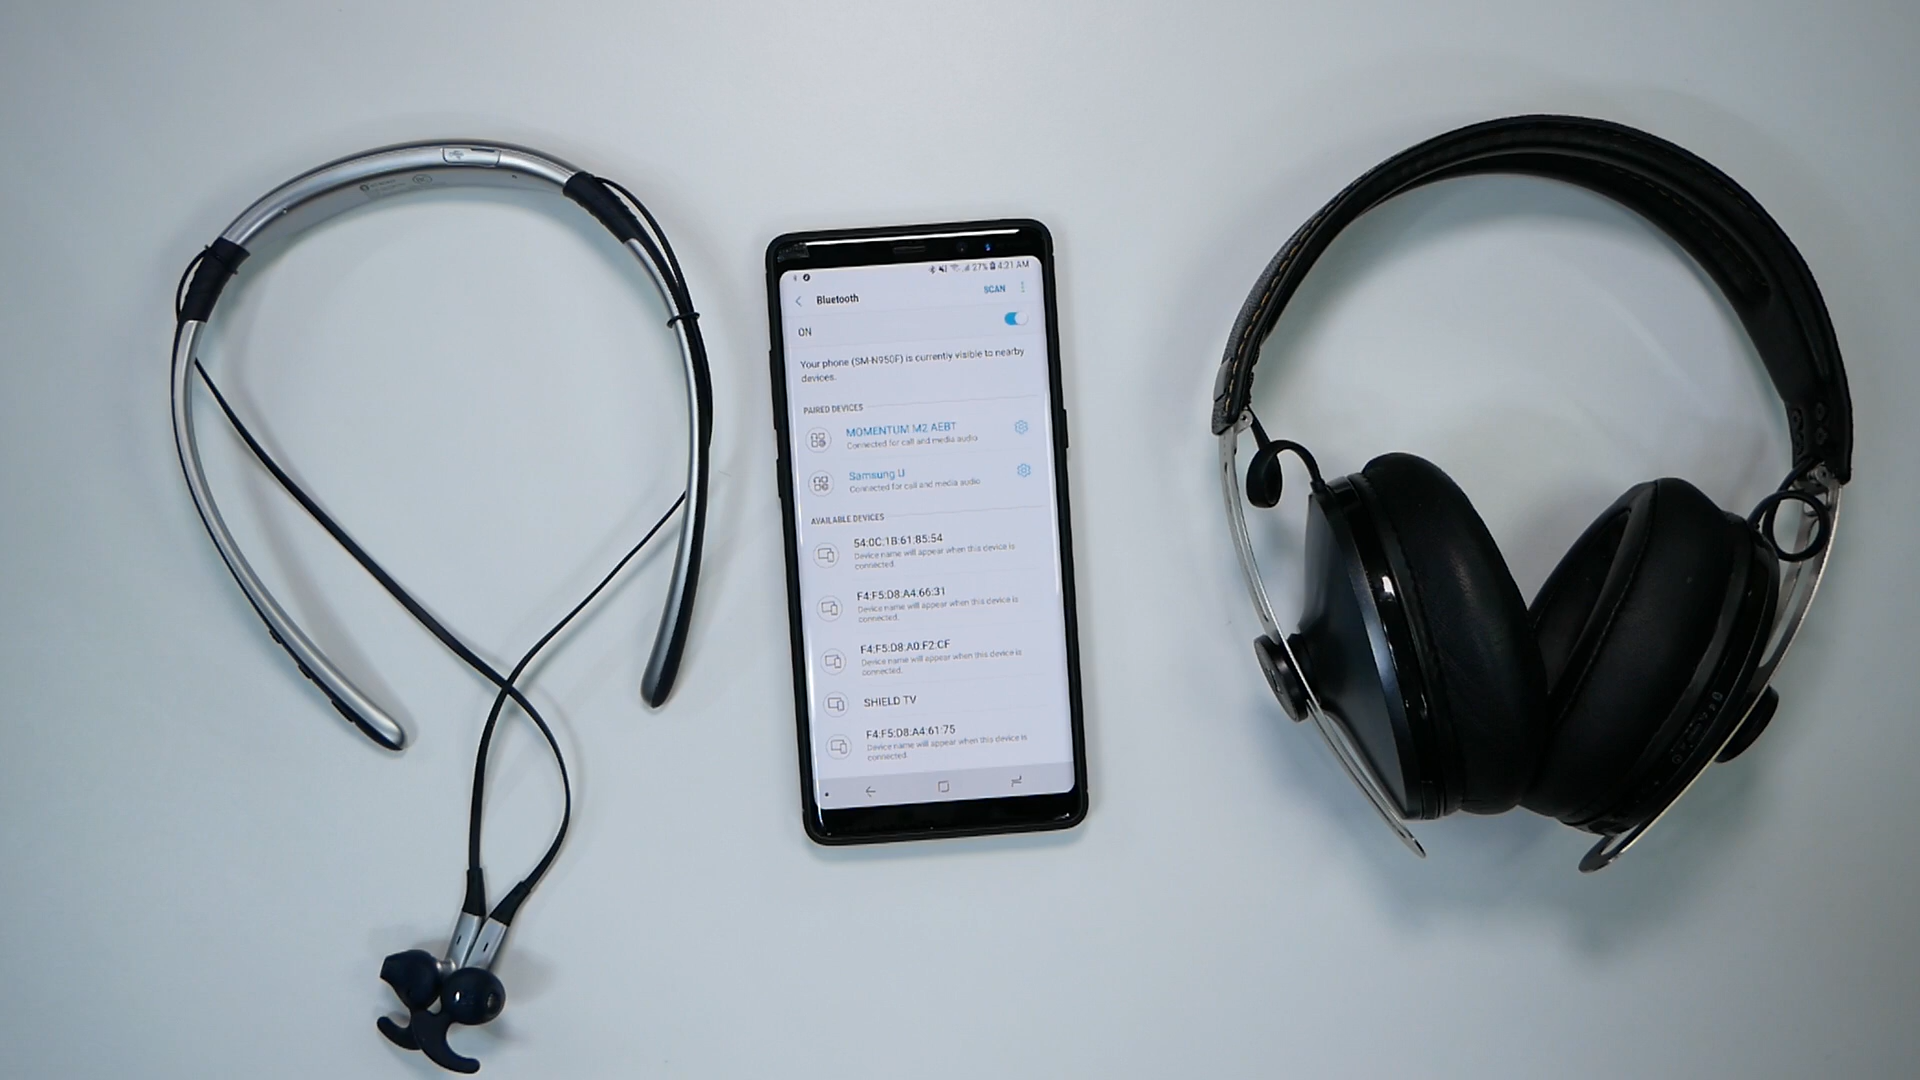 27% 4:21 AM
Bluetooth
SCAN
ON
Your phone (SM-N950F) is currently visible to nearby
devices.
PAIRED DEVICES
MOMENTUM M2 AEBT
Connected for call and media audio
Samsung U
Connected for call and media audio
AVAILABLE DEVICES
54:0C:1B:61:85:54
Device name will appear when this device is
connected.
F4:F5:D8:A4:66:31
Device name will appear when this device is
connected.
F4:F5:D8:A0:F2:CF
Device name will appear when this device is
connected.
SHIELD TV
F4:F5:D8:A4:61:75
Device name will appear when this device is
connected.